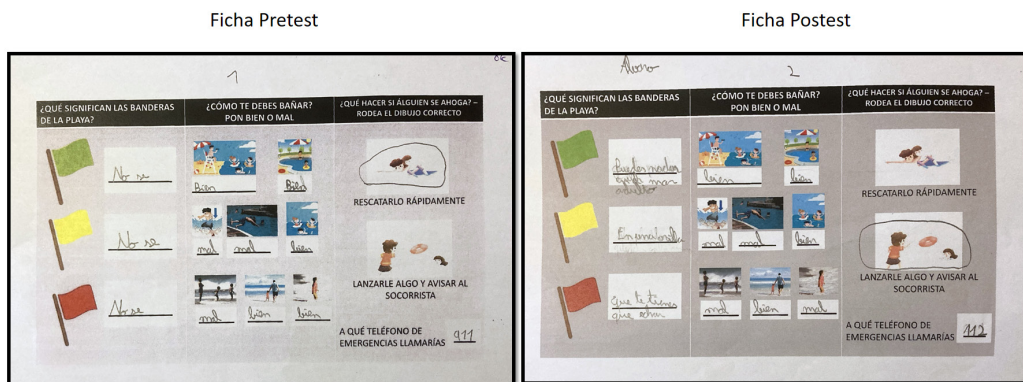 Ficha Pretest
Ficha Postest
OK
1
¿QUÉ SIGNIFICAN LAS BANDERAS
DE LA PLAYA?
¿CÓMO TE DEBES BAÑAR?
PON BIEN O MAL
¿QUÉ HACER SI ÁLGUIEN SE AHOGA? –
RODEA EL DIBUJO CORRECTO
No se
Bien
Bien
RESCATARLO RÁPIDAMENTE
No se
mal
mal
bien
LANZARLE ALGO Y AVISAR AL
SOCORRISTA
No se
mal
bien
bien
A QUÉ TELÉFONO DE
EMERGENCIAS LLAMARÍAS
911
2
¿QUÉ SIGNIFICAN LAS BANDERAS
DE LA PLAYA?
¿CÓMO TE DEBES BAÑAR?
PON BIEN O MAL
¿QUÉ HACER SI ÁLGUIEN SE AHOGA? –
RODEA EL DIBUJO CORRECTO
bien
bien
RESCATARLO RÁPIDAMENTE
mal
mal
bien
LANZARLE ALGO Y AVISAR AL
SOCORRISTA
que te tienes
que echar
mal
bien
mal
A QUÉ TELÉFONO DE
EMERGENCIAS LLAMARÍAS
112